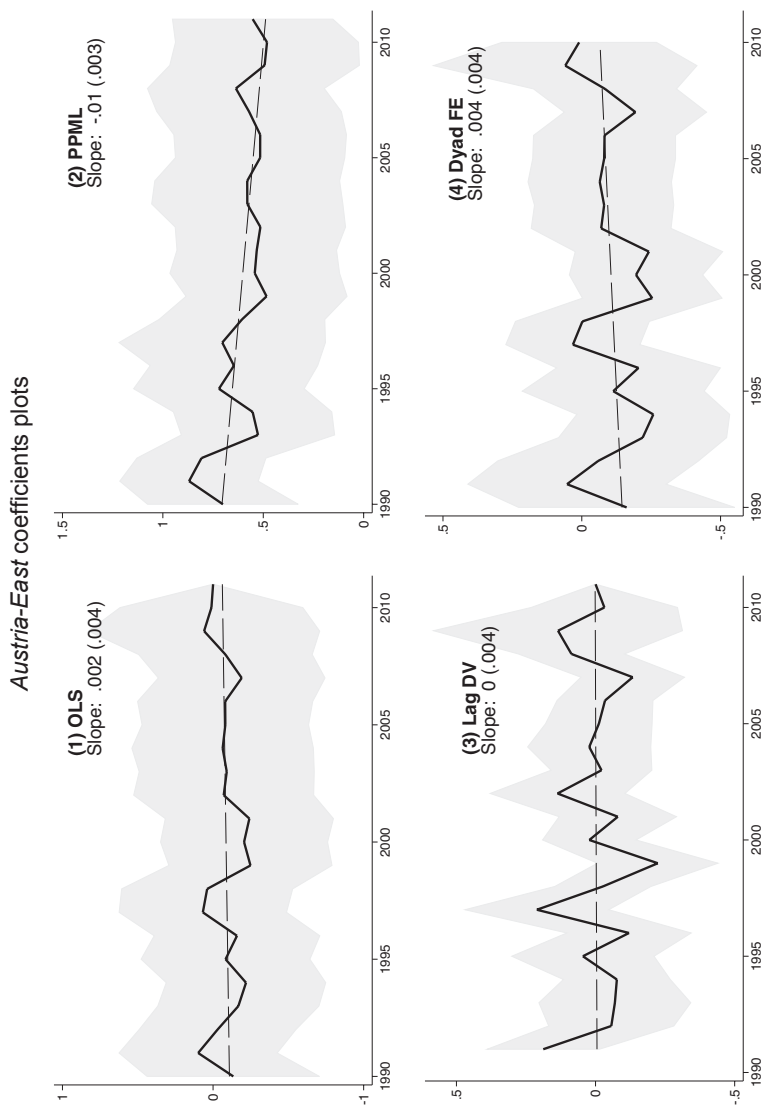 Austria-East coefficients plots
(1) OLS
Slope: .002 (.004)
1
0
-1
1990 1995 2000 2005 2010
(2) PPML
Slope: -.01 (.003)
1.5
1
.5
0
1990 1995 2000 2005 2010
(3) Lag DV
Slope: 0 (.004)
.5
0
-.5
1990 1995 2000 2005 2010
(4) Dyad FE
Slope: .004 (.004)
.5
0
-.5
1990 1995 2000 2005 2010